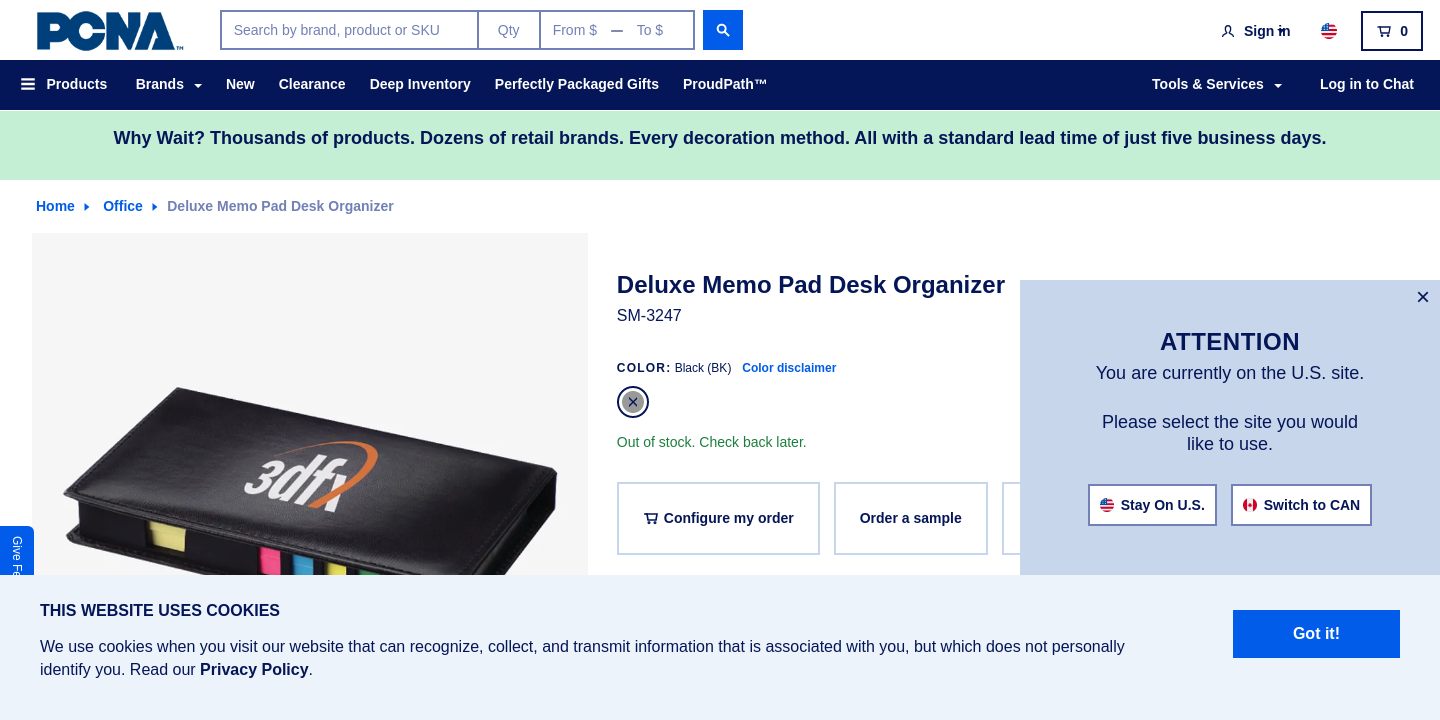 PCNA™
Search by brand, product or SKU
Qty
From $
To $
Sign in
0
Products
Brands
New
Clearance
Deep Inventory
Perfectly Packaged Gifts
ProudPath™
Tools & Services
Log in to Chat
Why Wait? Thousands of products. Dozens of retail brands. Every decoration method. All with a standard lead time of just five business days.
Home
Office
Deluxe Memo Pad Desk Organizer
3dfx
Deluxe Memo Pad Desk Organizer
SM-3247
COLOR: Black (BK) Color disclaimer
Out of stock. Check back later.
Configure my order
Order a sample
×
ATTENTION
You are currently on the U.S. site.
Please select the site you would
like to use.
Stay On U.S.
Switch to CAN
Give
THIS WEBSITE USES COOKIES
We use cookies when you visit our website that can recognize, collect, and transmit information that is associated with you, but which does not personally
identify you. Read our Privacy Policy.
Got it!